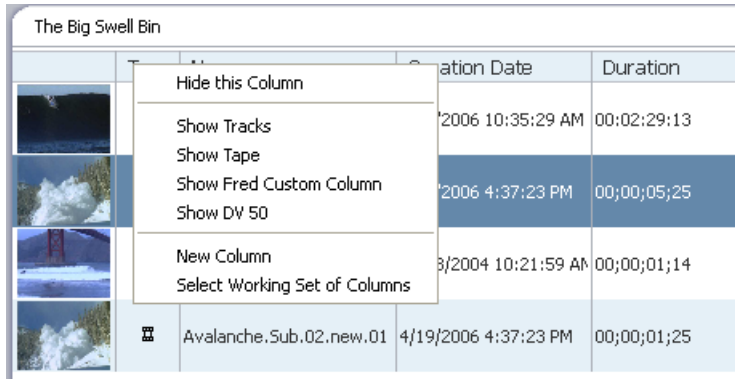 The Big Swell Bin
ation Date Duration
Hide this Column
Show Tracks
/2006 10:35:29 AM 00:02:29:13
Show Tape
Show Fred Custom Column
/2006 4:37:23 PM 00;00;05;25
Show DV 50
New Column
/2004 10:21:59 AM 00;00;01;14
Select Working Set of Columns
Avalanche.Sub.02.new.01 4/19/2006 4:37:23 PM 00;00;01;25